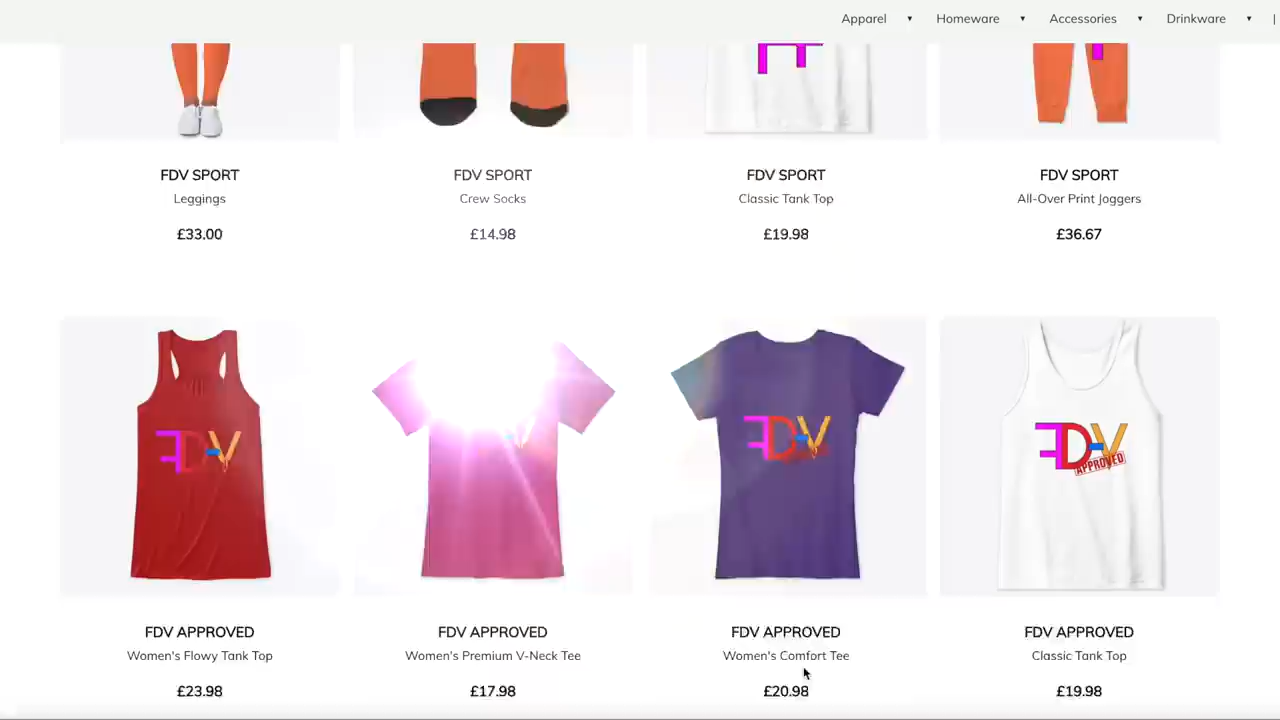 Apparel ▼ Homeware ▼ Accessories ▼ Drinkware ▼
FDV SPORT FDV SPORT FDV SPORT FDV SPORT
Leggings Crew Socks Classic Tank Top All-Over Print Joggers
£33.00 £14.98 £19.98 £36.67
FD-V FD-V FD-V
APPROVED
FDV APPROVED FDV APPROVED FDV APPROVED FDV APPROVED
Women's Flowy Tank Top Women's Premium V-Neck Tee Women's Comfort Tee Classic Tank Top
£23.98 £17.98 £20.98 £19.98